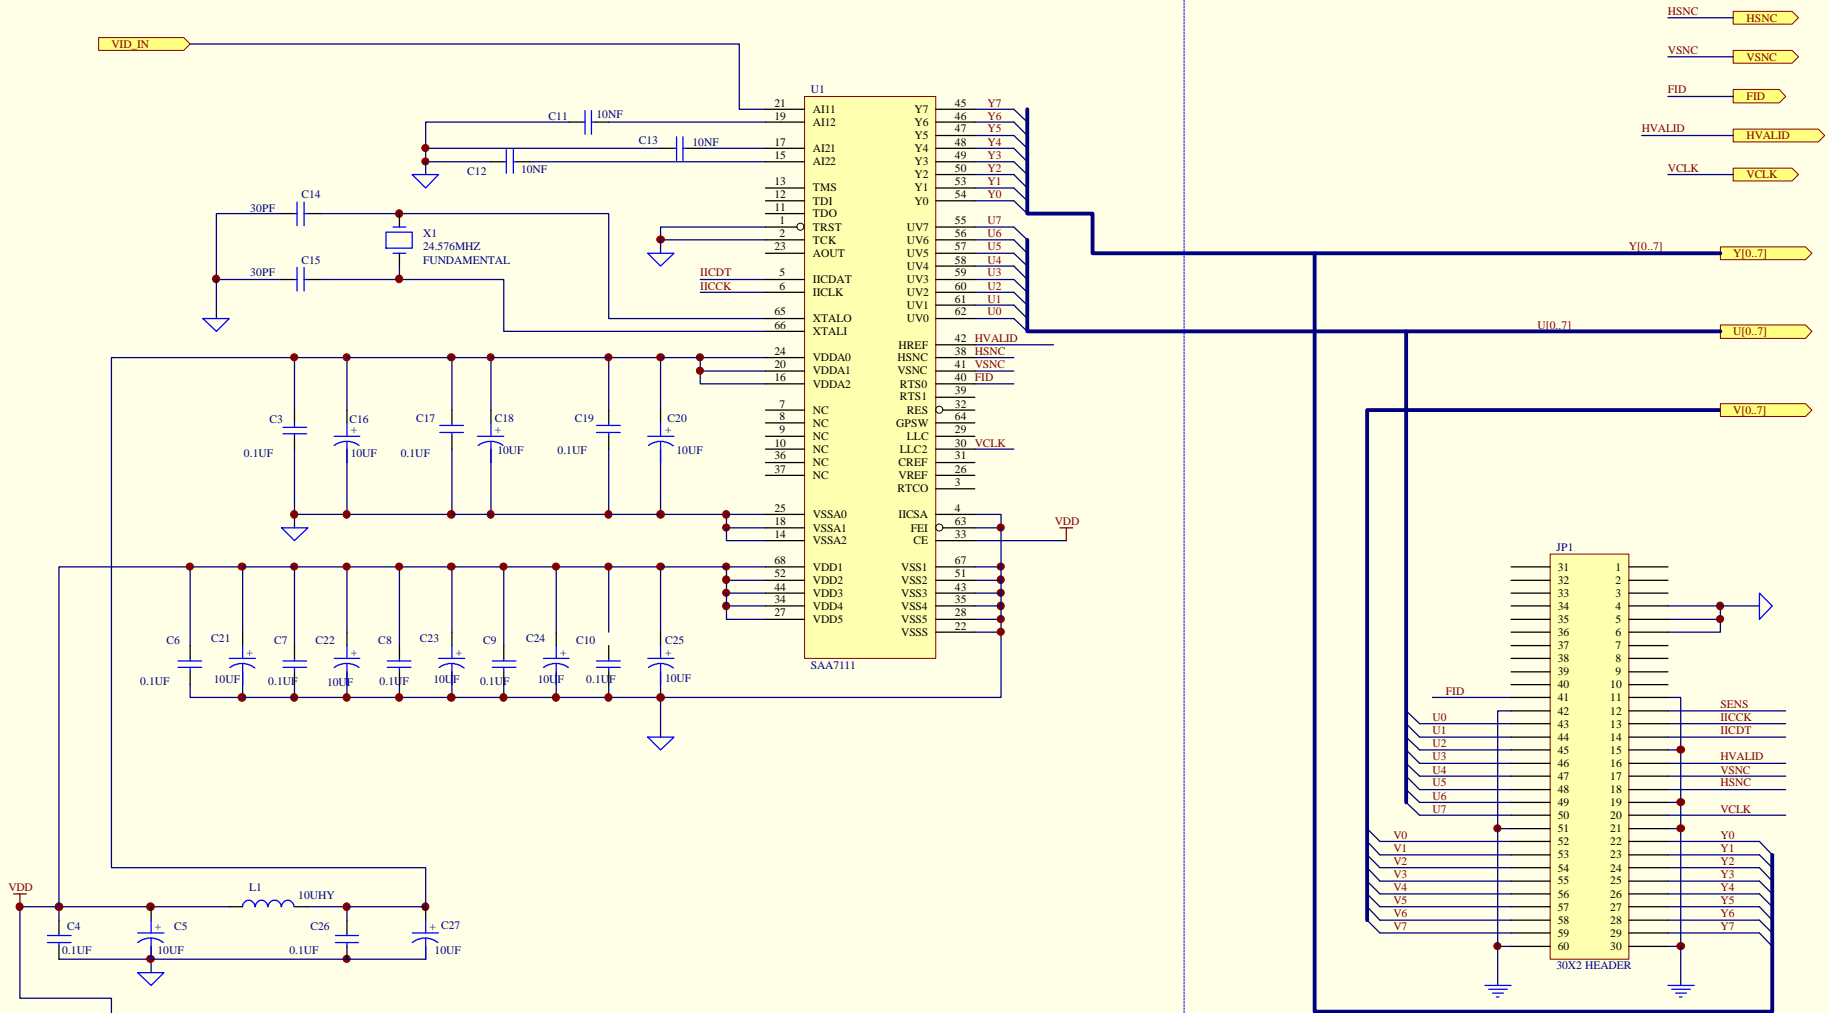 VID_IN
HSNC HSNC
VSNC VSNC
FID FID
HVALID HVALID
VCLK VCLK
U1
21 AI11 Y7 45 Y7
C11 10NF 19 AI12 Y6 46 Y6
Y5 47 Y5
C13 10NF 17 AI21 Y4 48 Y4
C12 10NF 15 AI22 Y3 49 Y3
Y2 50 Y2
13 TMS Y1 53 Y1
12 TDI Y0 54 Y0
11 TDO
1 TRST UV7 55 U7
2 TCK UV6 56 U6
23 AOUT UV5 57 U5
UV4 58 U4
IICDT 5 IICDAT UV3 59 U3
IICCK 6 IICLK UV2 60 U2
UV1 61 U1
65 XTALO UV0 62 U0
66 XTALI
C14
30PF
X1
24.576MHZ
FUNDAMENTAL
C15
30PF
Y[0..7] Y[0..7]
U[0..7] U[0..7]
V[0..7]
HREF 42 HVALID
24 VDDA0 HSNC 38 HSNC
20 VDDA1 VSNC 41 VSNC
16 VDDA2 RTS0 40 FID
RTS1 39
7 NC RES 32
8 NC GPSW 64
9 NC LLC 29
10 NC LLC2 30 VCLK
36 NC CREF 31
37 NC VREF 26
RTCO 3
C3 C16 C17 C18 C19 C20
0.1UF 10UF 0.1UF 10UF 0.1UF 10UF
25 VSSA0 IICSA 4
18 VSSA1 FEI 63
14 VSSA2 CE 33
VDD
68 VDD1 VSS1 67
52 VDD2 VSS2 51
44 VDD3 VSS3 43
34 VDD4 VSS4 35
27 VDD5 VSS5 28
VSSS 22
SAA7111
C6 C21 C7 C22 C8 C23 C9 C24 C10 C25
0.1UF 10UF 0.1UF 10UF 0.1UF 10UF 0.1UF 10UF 0.1UF 10UF
VDD
L1 10UHY
C4 C5 C26 C27
0.1UF 10UF 0.1UF 10UF
JP1
31 1
32 2
33 3
34 4
35 5
36 6
37 7
38 8
39 9
40 10
FID 41 11
42 12 SENS
U0 43 13 IICCK
U1 44 14 IICDT
U2 45 15
U3 46 16 HVALID
U4 47 17 VSNC
U5 48 18 HSNC
U6 49 19
U7 50 20 VCLK
51 21
V0 52 22 Y0
V1 53 23 Y1
V2 54 24 Y2
V3 55 25 Y3
V4 56 26 Y4
V5 57 27 Y5
V6 58 28 Y6
V7 59 29 Y7
60 30
30X2 HEADER